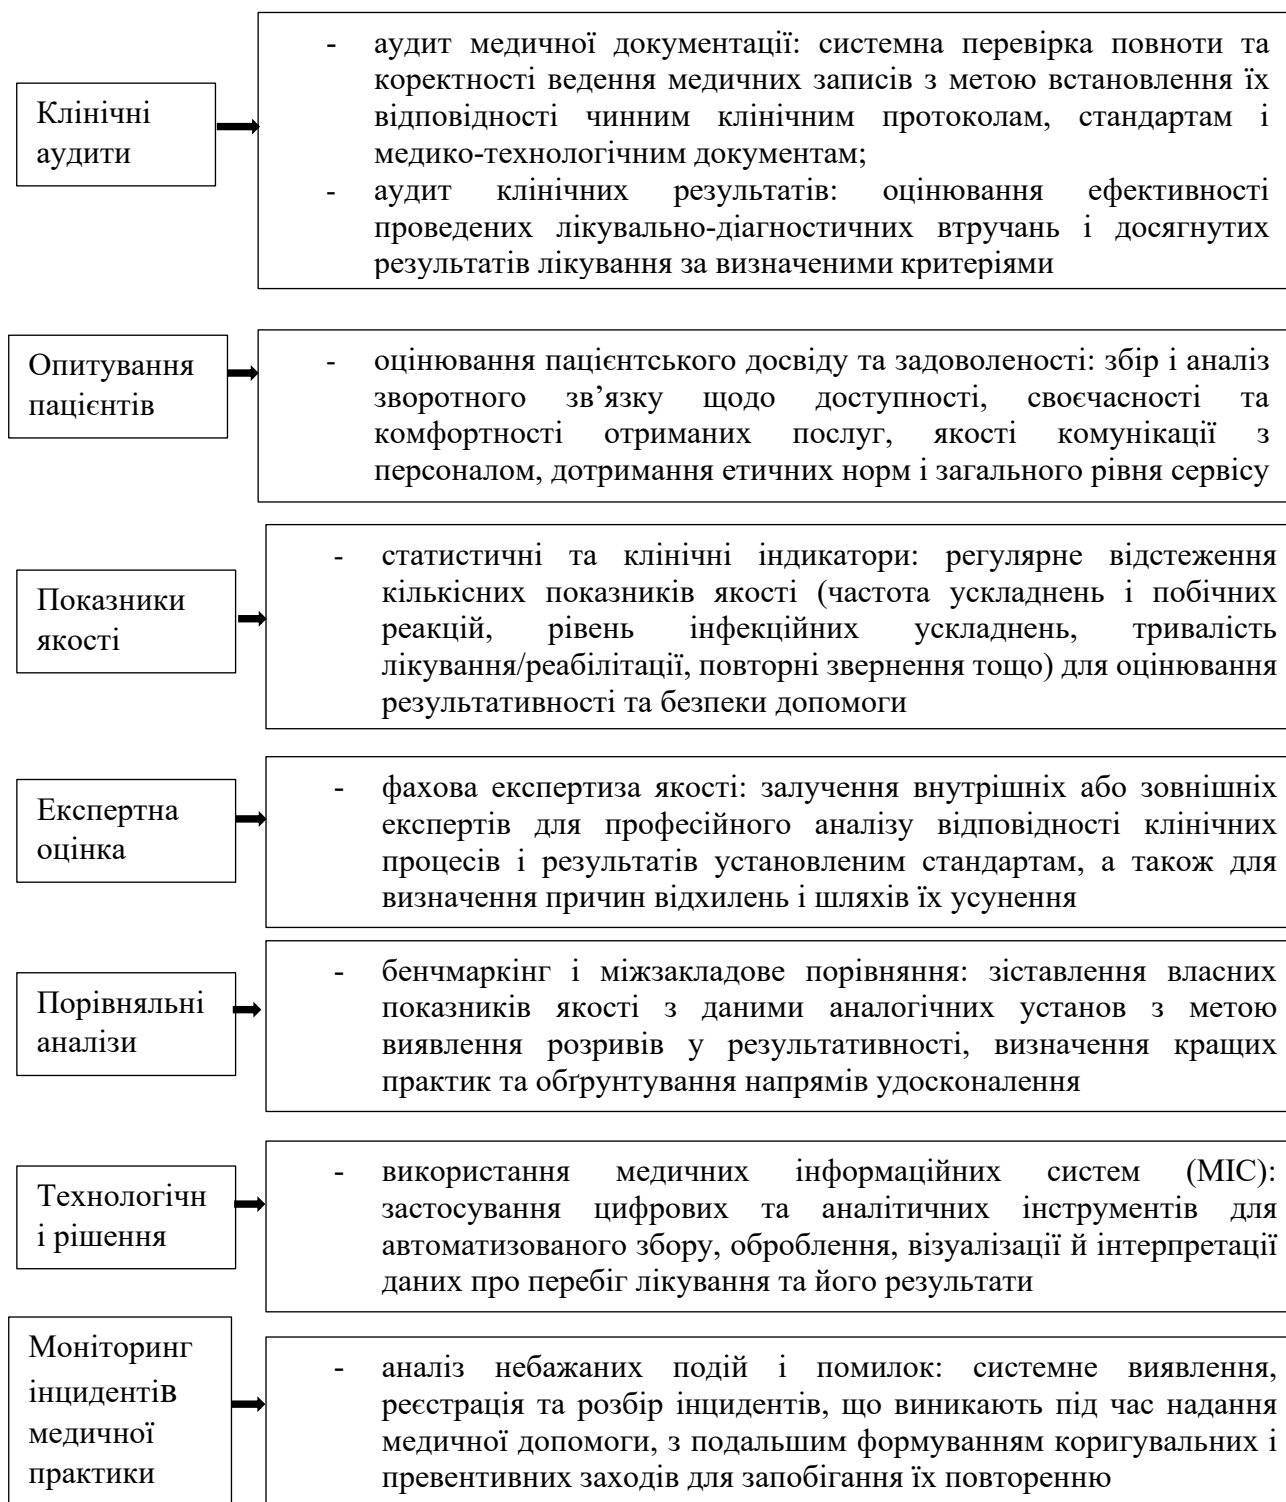 Клінічні
аудити
- аудит медичної документації: системна перевірка повноти та
коректності ведення медичних записів з метою встановлення їх
відповідності чинним клінічним протоколам, стандартам і
медико-технологічним документам;
- аудит клінічних результатів: оцінювання ефективності
проведених лікувально-діагностичних втручань і досягнутих
результатів лікування за визначеними критеріями
Опитування
пацієнтів
- оцінювання пацієнтського досвіду та задоволеності: збір і аналіз
зворотного зв’язку щодо доступності, своєчасності та
комфортності отриманих послуг, якості комунікації з
персоналом, дотримання етичних норм і загального рівня сервісу
Показники
якості
- статистичні та клінічні індикатори: регулярне відстеження
кількісних показників якості (частота ускладнень і побічних
реакцій, рівень інфекційних ускладнень, тривалість
лікування/реабілітації, повторні звернення тощо) для оцінювання
результативності та безпеки допомоги
Експертна
оцінка
- фахова експертиза якості: залучення внутрішніх або зовнішніх
експертів для професійного аналізу відповідності клінічних
процесів і результатів установленим стандартам, а також для
визначення причин відхилень і шляхів їх усунення
Порівняльні
аналізи
- бенчмаркінг і міжзакладове порівняння: зіставлення власних
показників якості з даними аналогічних установ з метою
виявлення розривів у результативності, визначення кращих
практик та обґрунтування напрямів удосконалення
Технологічн
і рішення
- використання медичних інформаційних систем (МІС):
застосування цифрових та аналітичних інструментів для
автоматизованого збору, оброблення, візуалізації й інтерпретації
даних про перебіг лікування та його результати
Моніторинг
інцидентів
медичної
практики
- аналіз небажаних подій і помилок: системне виявлення,
реєстрація та розбір інцидентів, що виникають під час надання
медичної допомоги, з подальшим формуванням коригувальних і
превентивних заходів для запобігання їх повторенню